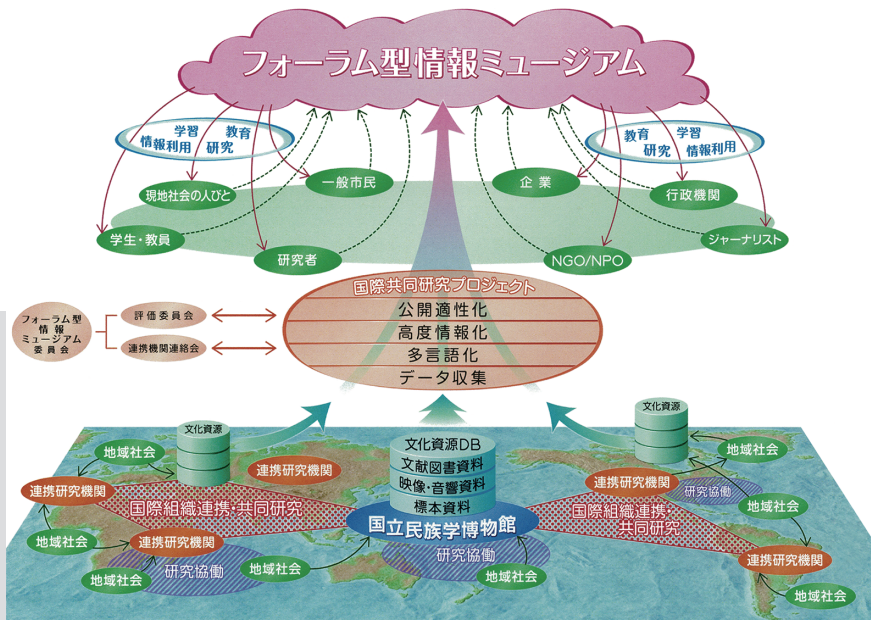 フォーラム型情報ミュージアム
学習
教育
情報利用
研究
教育
学習
研究
情報利用
現地社会の人びと
一般市民
企業
行政機関
学生・教員
研究者
NGO/NPO
ジャーナリスト
国際共同研究プロジェクト
公開適性化
高度情報化
多言語化
データ収集
フォーラム型
情報
ミュージアム
委員会
評価委員会
連携機関連絡会
文化資源
文化資源
文化資源DB
文献図書資料
映像・音響資料
標本資料
国立民族学博物館
地域社会
連携研究機関
連携研究機関
国際組織連携・共同研究
地域社会
連携研究機関
研究協働
地域社会
地域社会
研究協働
地域社会
地域社会
連携研究機関
研究協働
地域社会
国際組織連携・
共同研究
連携研究機関
地域社会